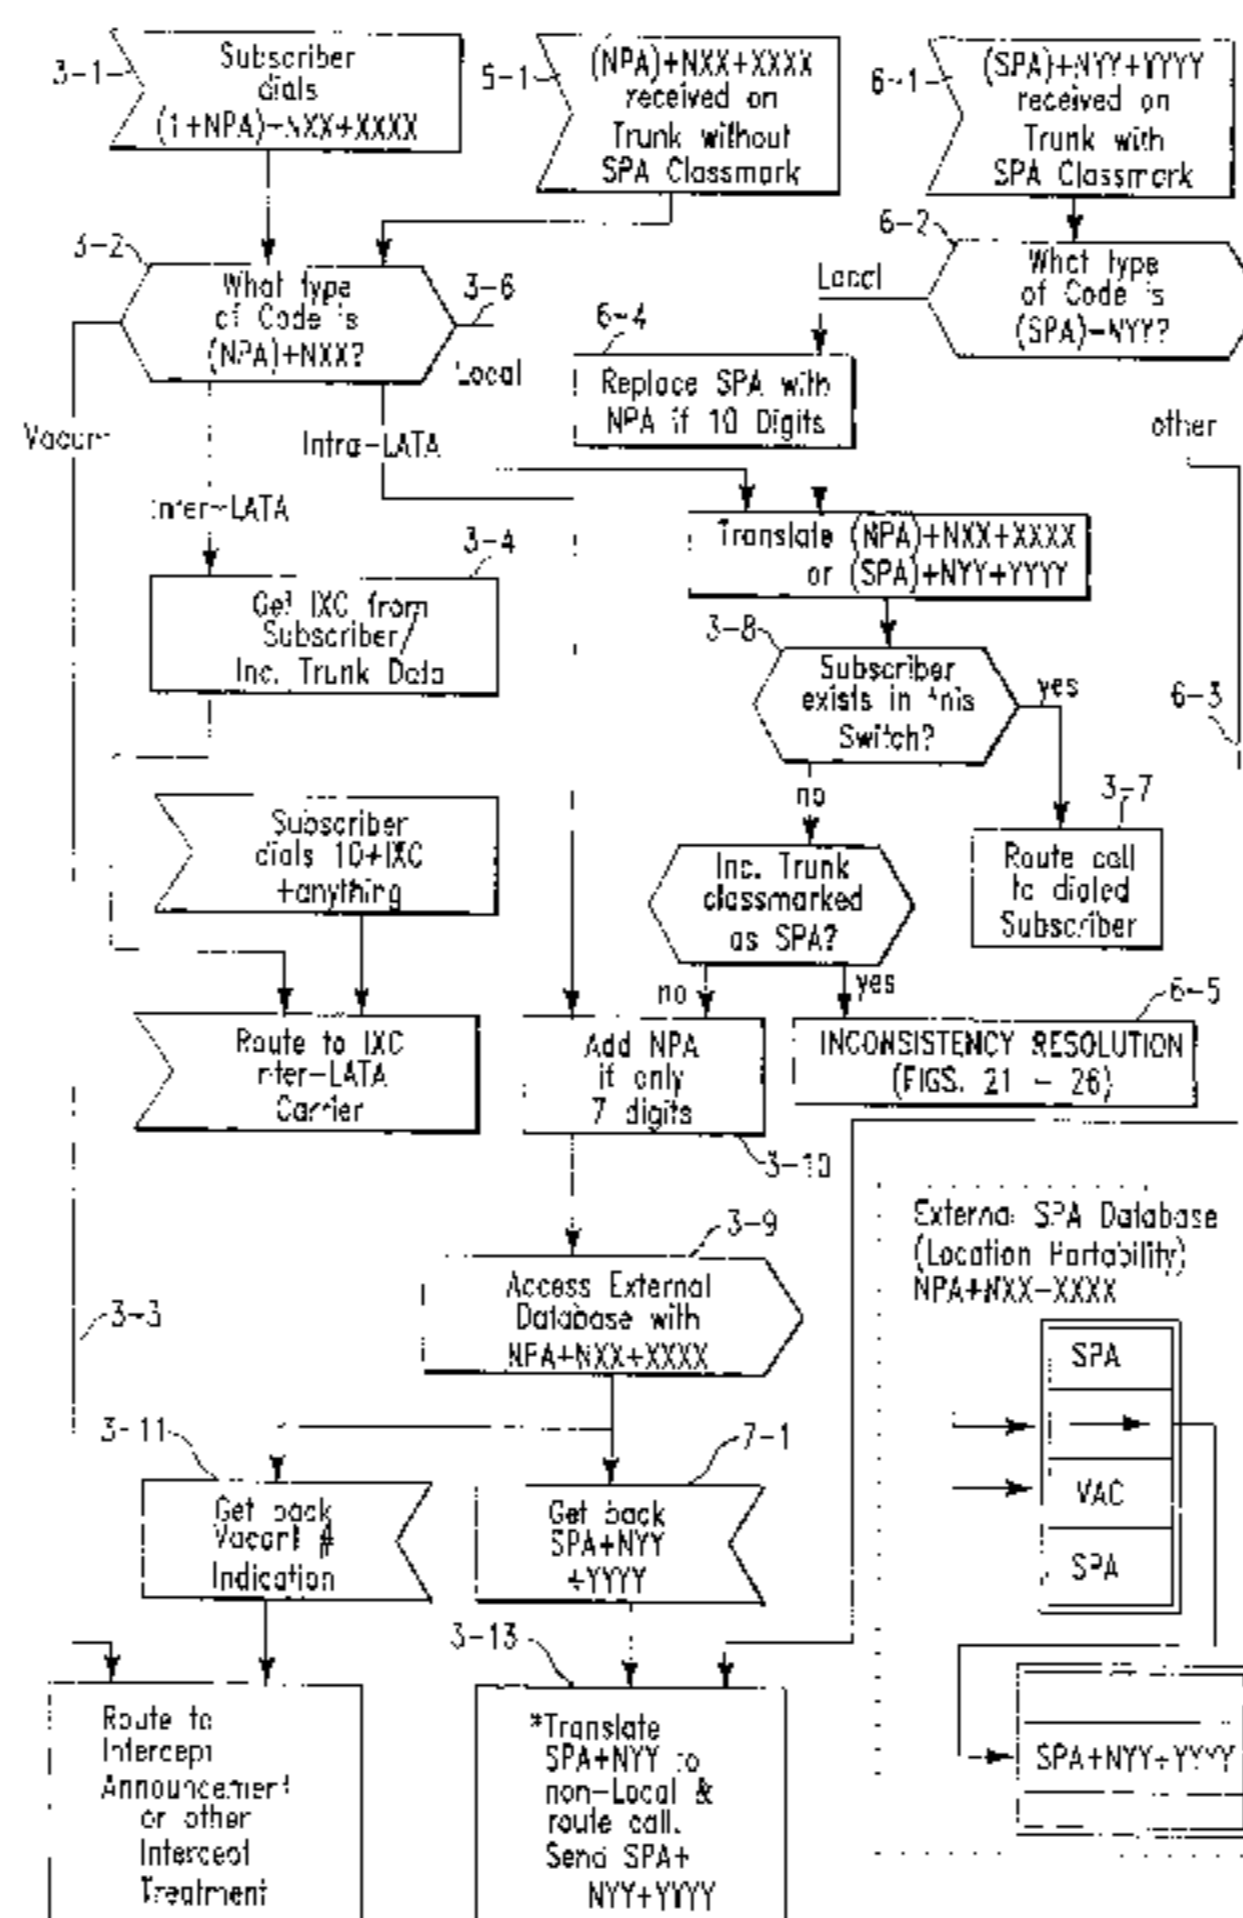 3-1
Subscriber
dials
(1+NPA)-NXX+XXXX
5-1
(NPA)+NXX+XXXX
received on
Trunk without
SPA Classmark
6-1
(SPA)+NYY+YYYY
received on
Trunk with
SPA Classmark
3-2
What type
of Code is
(NPA)+NXX?
3-6
Local
6-2
What type
of Code is
(SPA)-NYY?
Local
6-4
Replace SPA with
NPA if 10 Digits
Vacant
Intra-LATA
other
Inter-LATA
Translate (NPA)+NXX+XXXX
or (SPA)+NYY+YYYY
3-4
Get IXC from
Subscriber/
Inc. Trunk Data
3-8
Subscriber
exists in this
Switch?
yes
6-3
no
3-7
Route call
to dialed
Subscriber
Subscriber
dials 10+IXC
+anything
Inc. Trunk
classmarked
as SPA?
no
yes
6-5
Route to IXC
Inter-LATA
Carrier
Add NPA
if only
7 digits
INCONSISTENCY RESOLUTION
(FIGS. 21 - 26)
3-10
3-9
Access External
Database with
NPA+NXX+XXXX
3-3
External SPA Database
(Location Portability)
NPA+NXX-XXXX
SPA
VAC
SPA
SPA+NYY+YYYY
3-11
Get back
Vacant #
Indication
7-1
Get back
SPA+NYY
+YYYY
3-13
Route to
Intercept
Announcement
or other
Intercept
Treatment
*Translate
SPA+NYY to
non-Local &
route call.
Send SPA+
NYY+YYYY